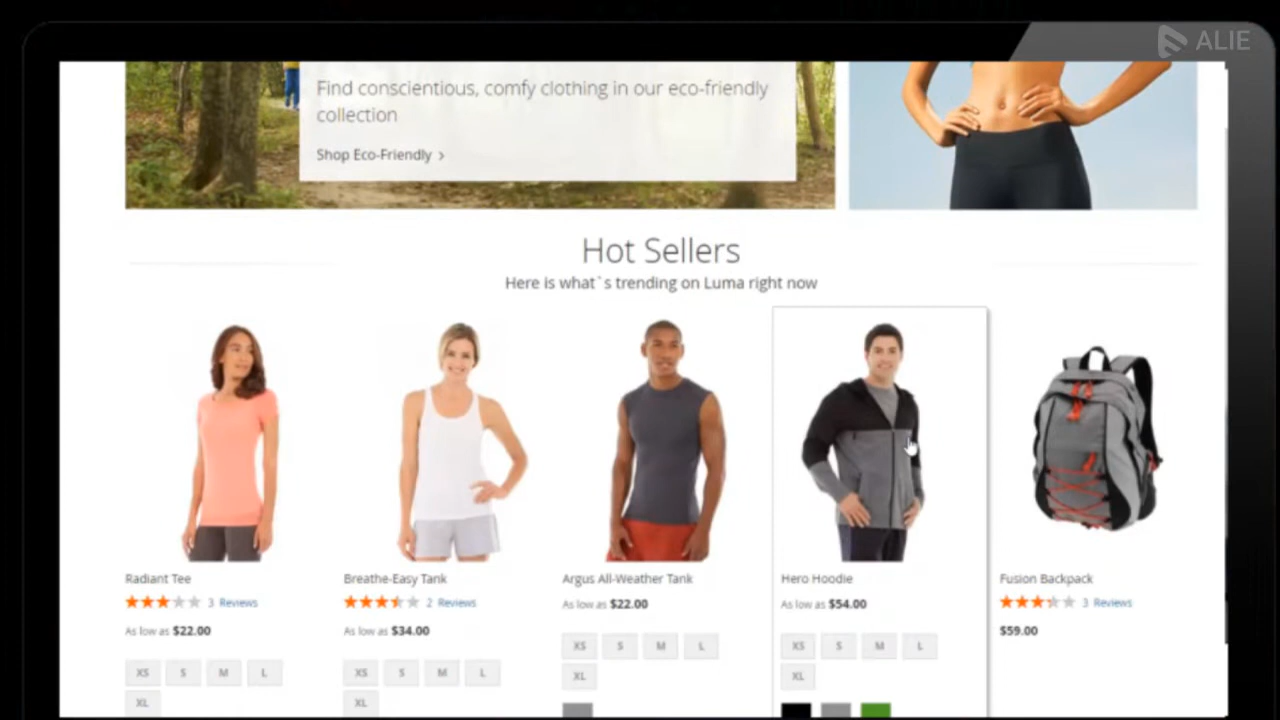 ALIE
Find conscientious, comfy clothing in our eco-friendly
collection
Shop Eco-Friendly >
Hot Sellers
Here is what`s trending on Luma right now
Radiant Tee
3 Reviews
As low as $22.00
XS S M L
XL
Breathe-Easy Tank
2 Reviews
As low as $34.00
XS S M L
XL
Argus All-Weather Tank
As low as $22.00
XS S M L
XL
Hero Hoodie
As low as $54.00
XS S M L
XL
Fusion Backpack
3 Reviews
$59.00